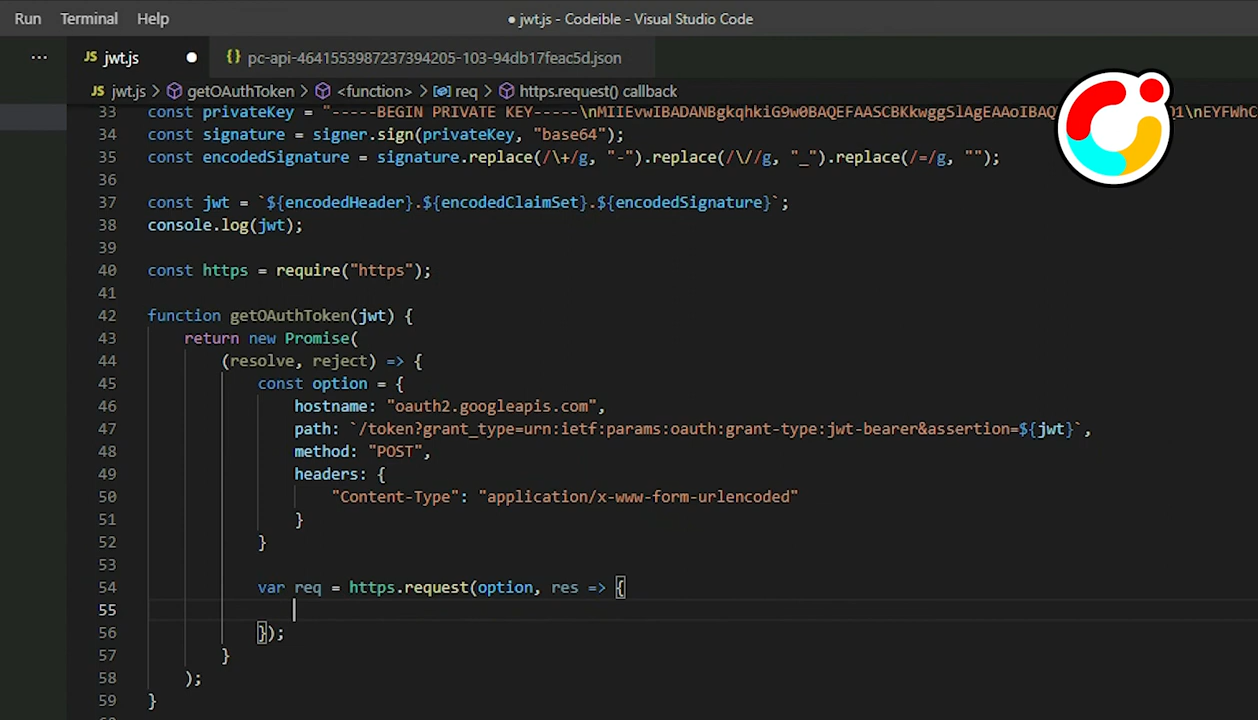 Run Terminal Help ● jwt.js - Codeible - Visual Studio Code
··· JS jwt.js ● {} pc-api-4641553987237394205-103-94db17feac5d.json
JS jwt.js > getOAuthToken > <function> > req > https.request() callback
33 const privateKey = "-----BEGIN PRIVATE KEY-----\nMIIEvwIBADANBgkqhkiG9w0BAQEFAASCBKkwggSlAgEAAoIBAQ
34 const signature = signer.sign(privateKey, "base64");
35 const encodedSignature = signature.replace(/\+/g, "-").replace(/\//g, "_").replace(/=/g, "");
36
37 const jwt = `${encodedHeader}.${encodedClaimSet}.${encodedSignature}`;
38 console.log(jwt);
39
40 const https = require("https");
41
42 function getOAuthToken(jwt) {
43 return new Promise(
44 (resolve, reject) => {
45 const option = {
46 hostname: "oauth2.googleapis.com",
47 path: `/token?grant_type=urn:ietf:params:oauth:grant-type:jwt-bearer&assertion=${jwt}`,
48 method: "POST",
49 headers: {
50 "Content-Type": "application/x-www-form-urlencoded"
51 }
52 }
53
54 var req = https.request(option, res => {
55
56 });
57 }
58 );
59 }